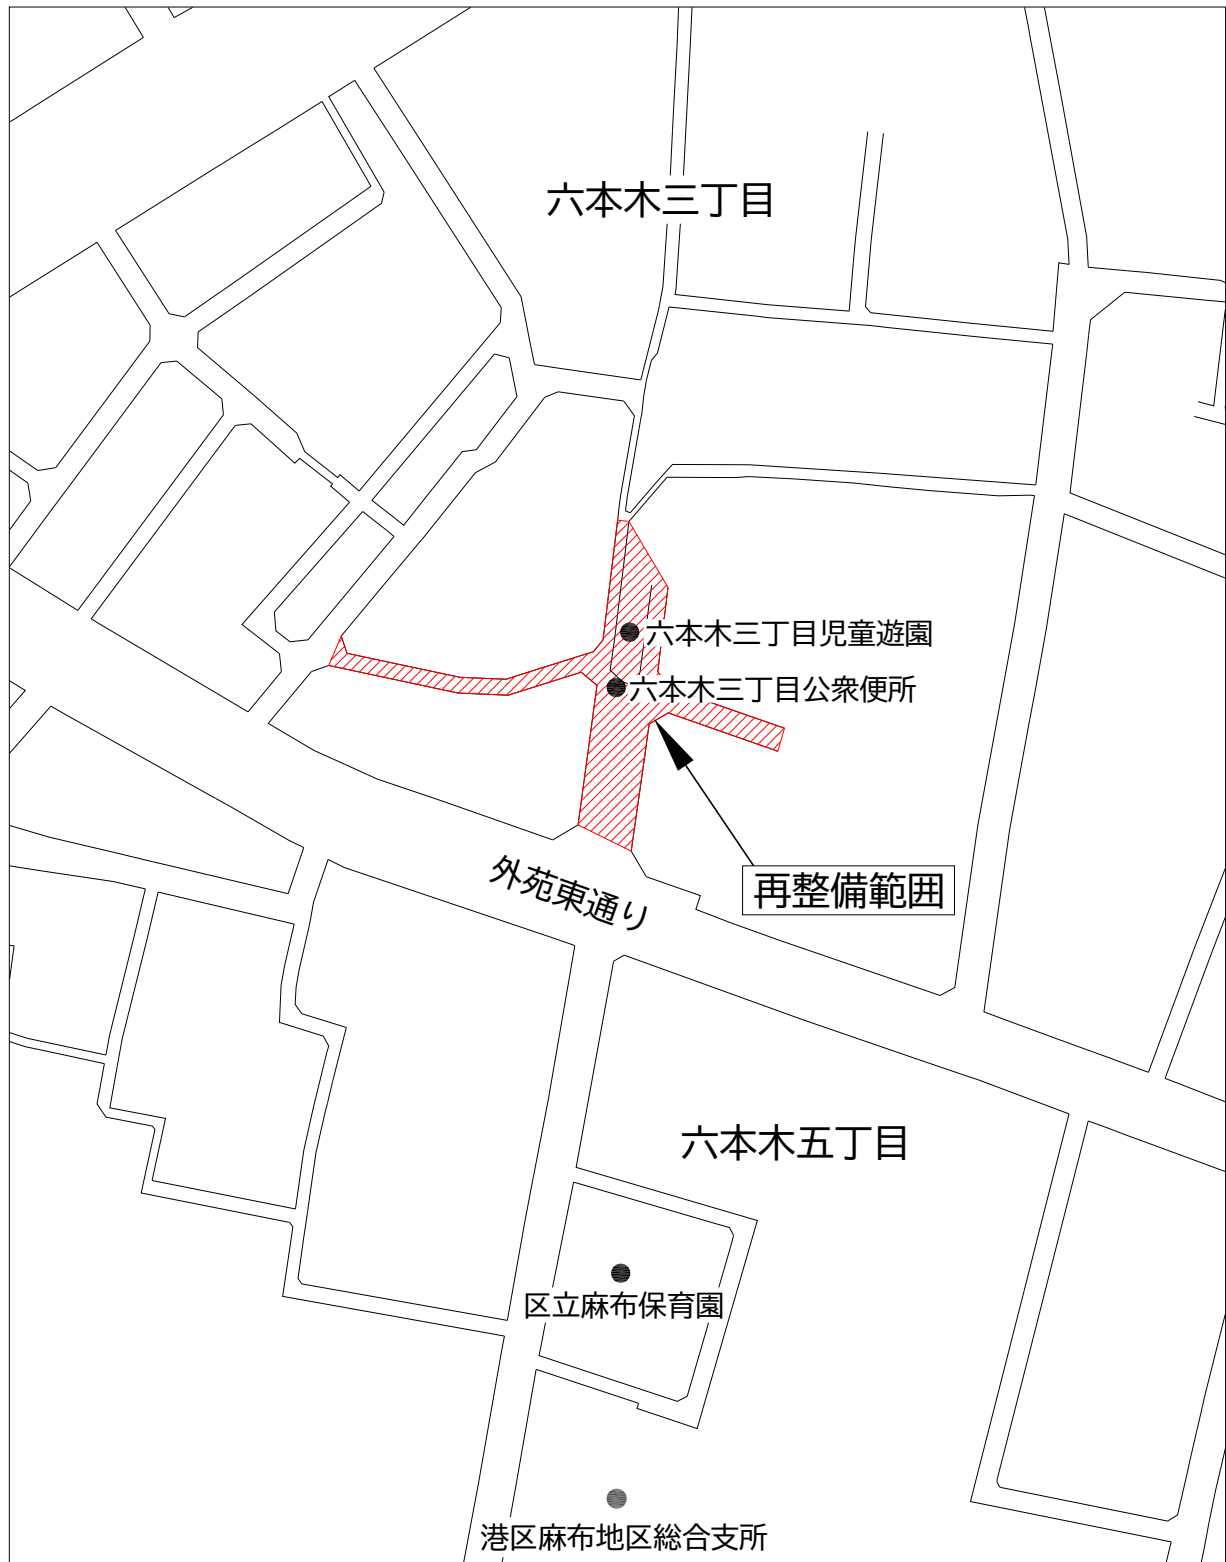 六本木三丁目
六本木三丁目児童遊園
六本木三丁目公衆便所
外苑東通り
再整備範囲
六本木五丁目
区立麻布保育園
港区麻布地区総合支所